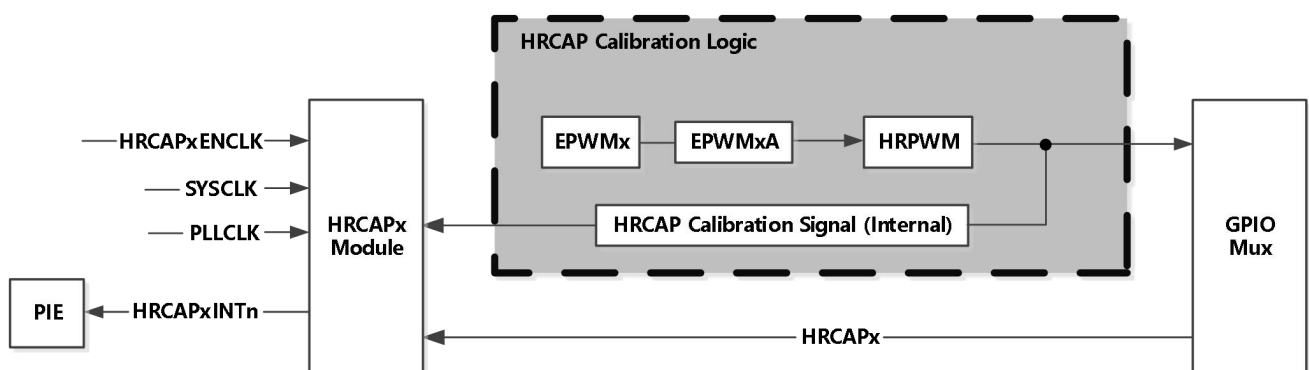 HRCAP Calibration Logic
EPWMx
EPWMxA
HRPWM
HRCAPxENCLK
SYSCLK
PLLCLK
HRCAPx
Module
HRCAP Calibration Signal (Internal)
GPIO
Mux
PIE
HRCAPxINTn
HRCAPx